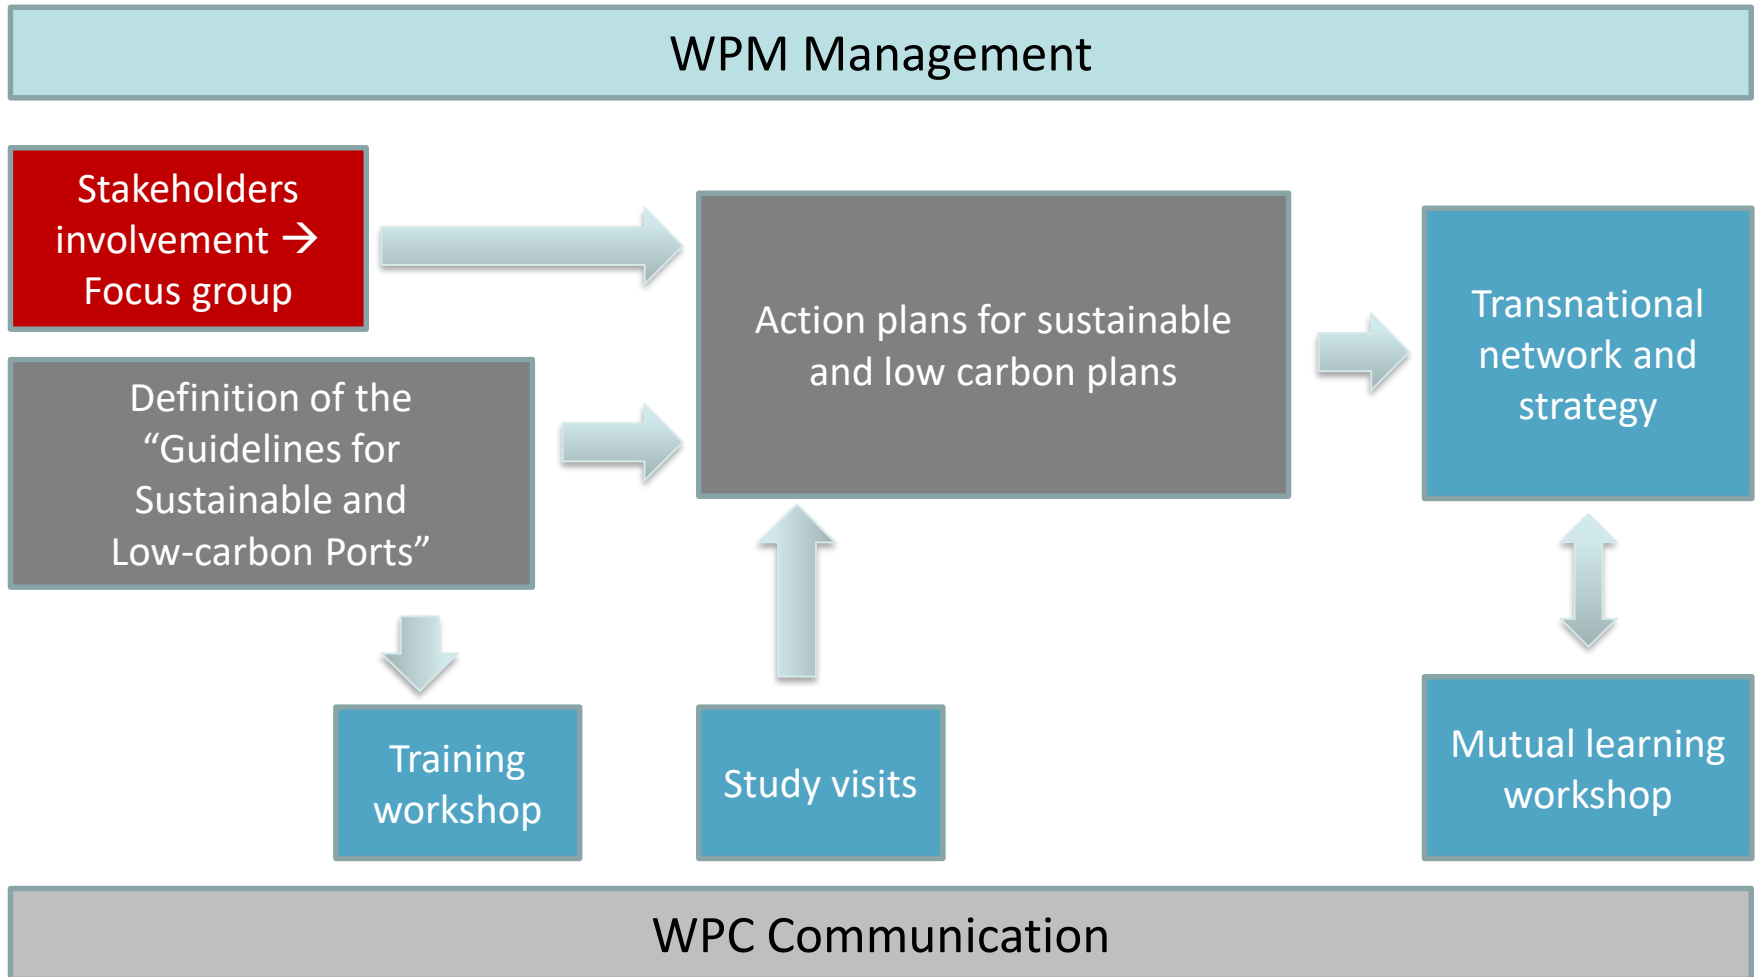 WPM Management
Stakeholders
involvement →
Focus group
Definition of the
“Guidelines for
Sustainable and
Low-carbon Ports”
Action plans for sustainable
and low carbon plans
Transnational
network and
strategy
Training
workshop
Study visits
Mutual learning
workshop
WPC Communication